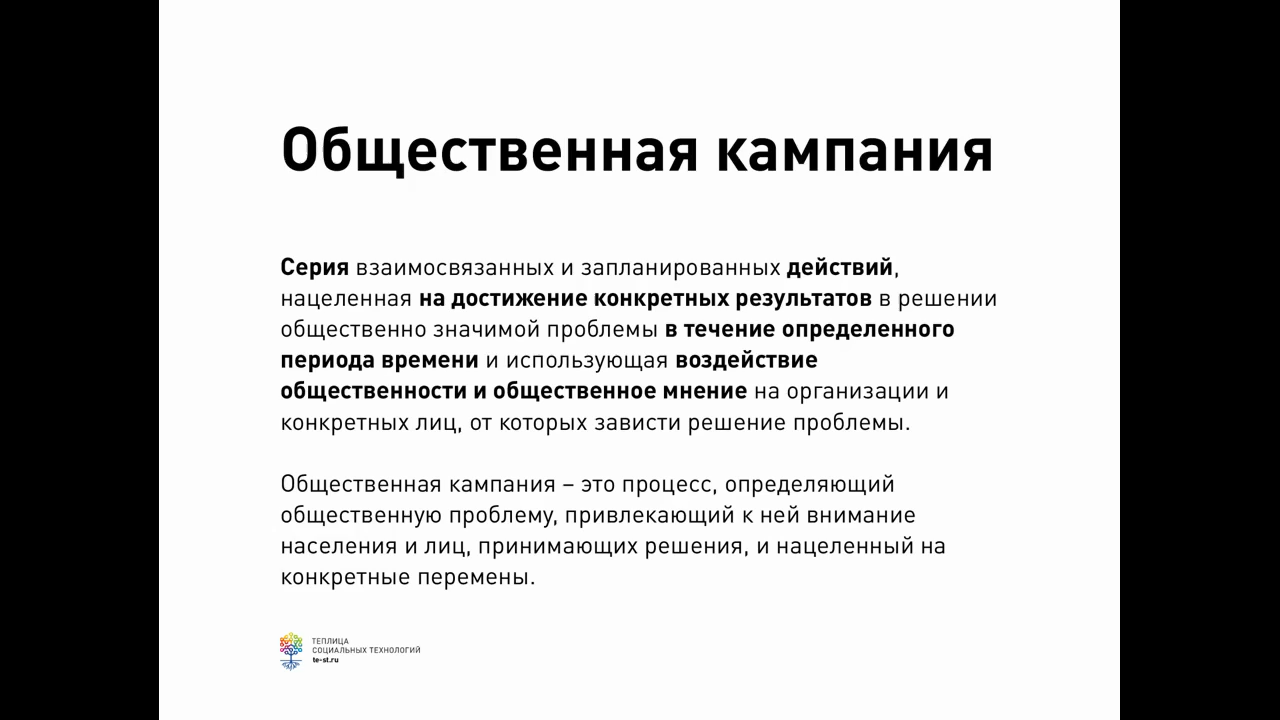 Общественная кампания
Серия взаимосвязанных и запланированных действий,
нацеленная на достижение конкретных результатов в решении
общественно значимой проблемы в течение определенного
периода времени и использующая воздействие
общественности и общественное мнение на организации и
конкретных лиц, от которых зависти решение проблемы.
Общественная кампания – это процесс, определяющий
общественную проблему, привлекающий к ней внимание
населения и лиц, принимающих решения, и нацеленный на
конкретные перемены.
ТЕПЛИЦА
СОЦИАЛЬНЫХ ТЕХНОЛОГИЙ
te-st.ru